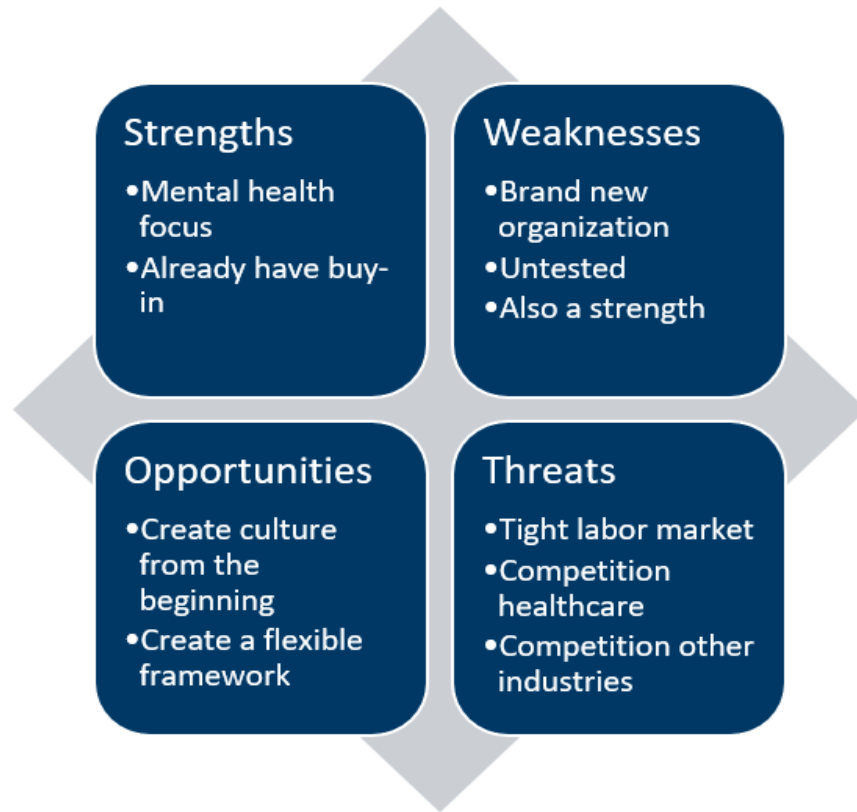 Strengths
•Mental health
focus
•Already have buy-
in
Weaknesses
•Brand new
organization
•Untested
•Also a strength
Opportunities
•Create culture
from the
beginning
•Create a flexible
framework
Threats
•Tight labor market
•Competition
healthcare
•Competition other
industries